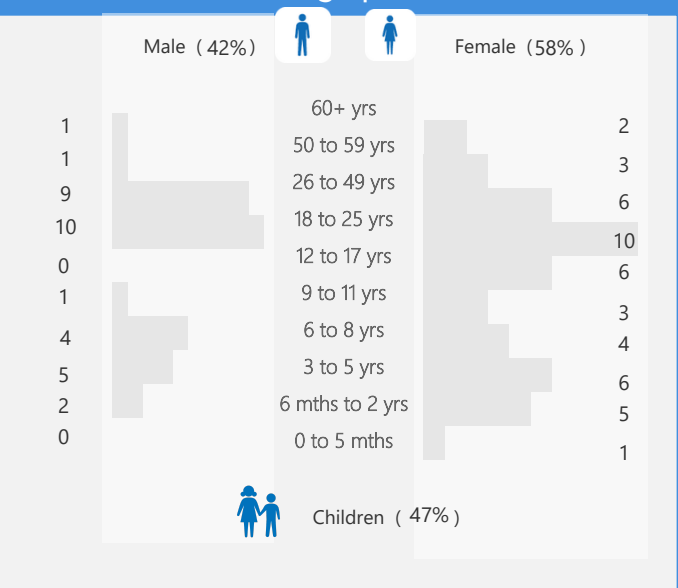 Male ( 42% )
Female ( 58% )
60+ yrs
1
2
50 to 59 yrs
1
3
26 to 49 yrs
9
6
18 to 25 yrs
10
10
12 to 17 yrs
0
6
9 to 11 yrs
1
3
6 to 8 yrs
4
4
3 to 5 yrs
5
6
6 mths to 2 yrs
2
5
0 to 5 mths
0
1
Children ( 47% )